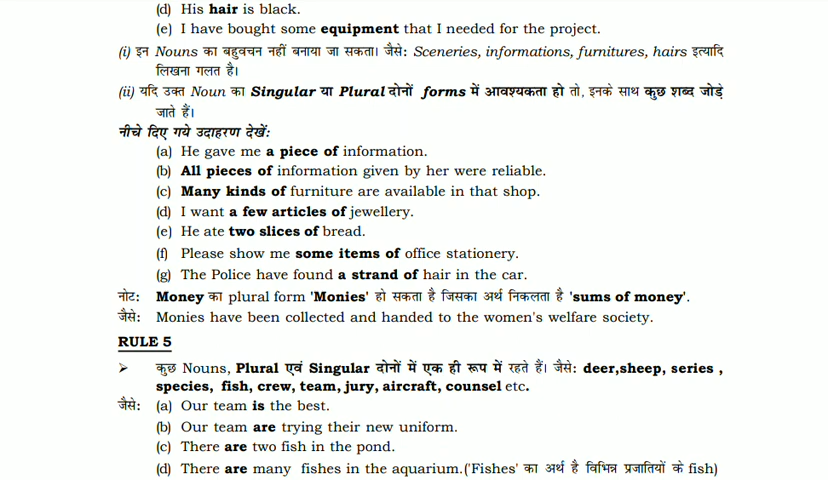 (d) His hair is black.
(e) I have bought some equipment that I needed for the project.
(i) इन Nouns का बहुवचन नहीं बनाया जा सकता। जैसे: Sceneries, informations, furnitures, hairs इत्यादि
लिखना गलत है।
(ii) यदि उक्त Noun का Singular या Plural दोनों forms में आवश्यकता हो तो, इनके साथ कुछ शब्द जोड़े
जाते हैं।
नीचे दिए गये उदाहरण देखें:
(a) He gave me a piece of information.
(b) All pieces of information given by her were reliable.
(c) Many kinds of furniture are available in that shop.
(d) I want a few articles of jewellery.
(e) He ate two slices of bread.
(f) Please show me some items of office stationery.
(g) The Police have found a strand of hair in the car.
नोट: Money का plural form 'Monies' हो सकता है जिसका अर्थ निकलता है 'sums of money'.
जैसे: Monies have been collected and handed to the women's welfare society.
RULE 5
➢ कुछ Nouns, Plural एवं Singular दोनों में एक ही रूप में रहते हैं। जैसे: deer,sheep, series ,
species, fish, crew, team, jury, aircraft, counsel etc.
जैसे: (a) Our team is the best.
(b) Our team are trying their new uniform.
(c) There are two fish in the pond.
(d) There are many fishes in the aquarium.('Fishes' का अर्थ है विभिन्न प्रजातियों के fish)